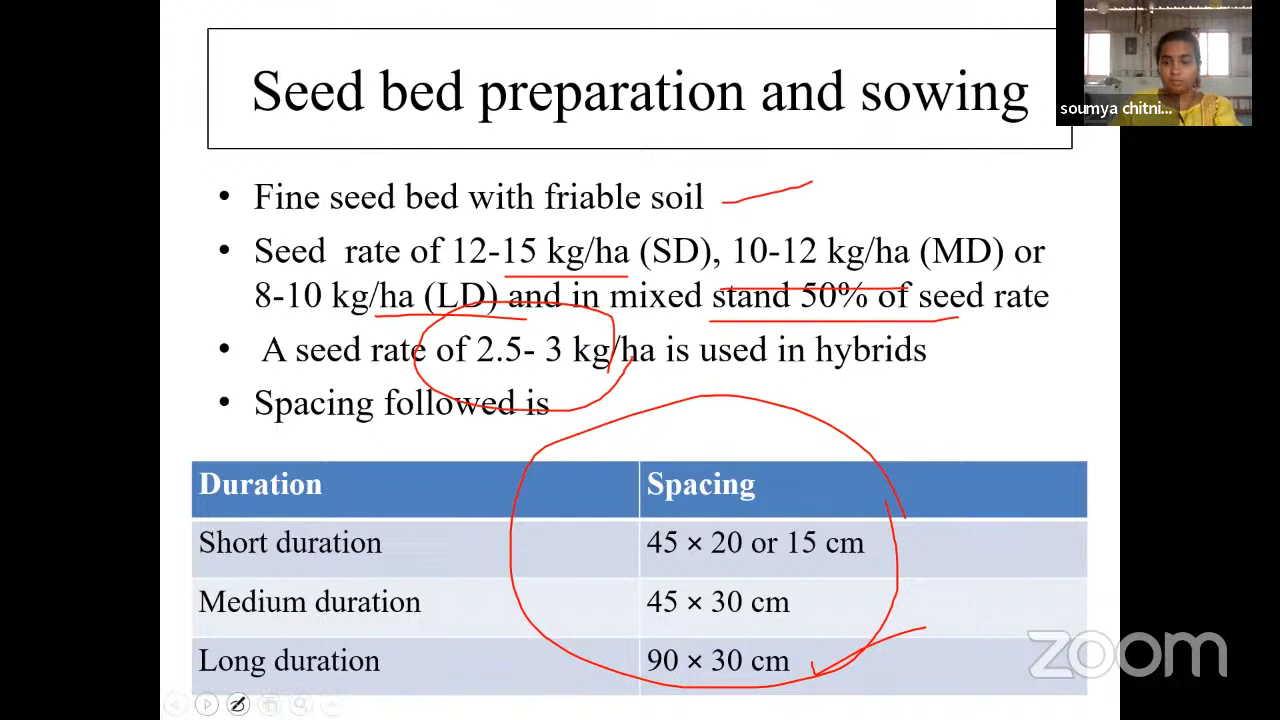 Seed bed preparation and sowing
soumya chitni...
• Fine seed bed with friable soil
• Seed rate of 12-15 kg/ha (SD), 10-12 kg/ha (MD) or
8-10 kg/ha (LD) and in mixed stand 50% of seed rate
• A seed rate of 2.5- 3 kg/ha is used in hybrids
• Spacing followed is
Duration Spacing
Short duration 45 × 20 or 15 cm
Medium duration 45 × 30 cm
Long duration 90 × 30 cm
zoom